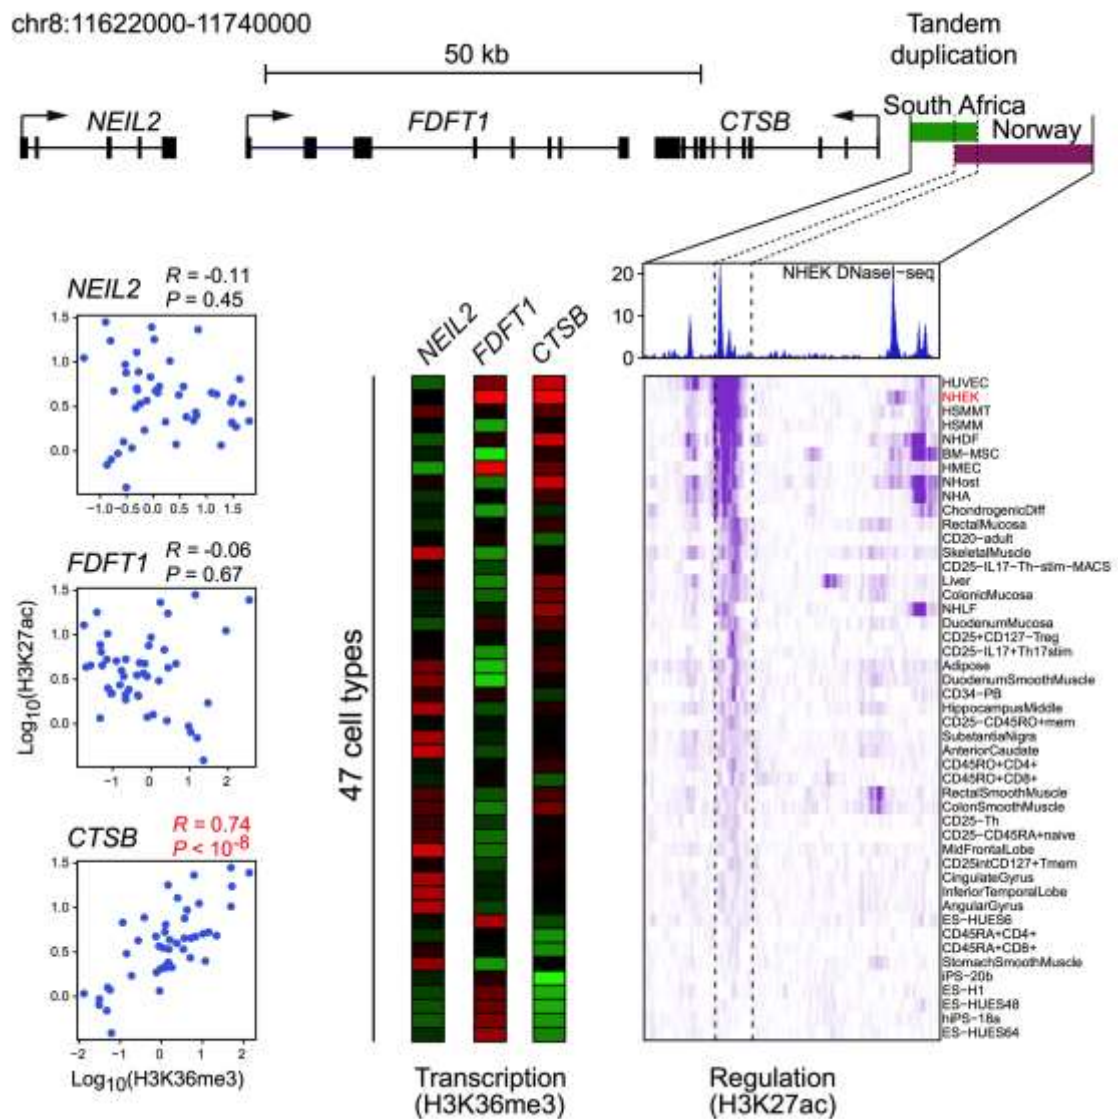 chr8:11622000-11740000
Tandem
duplication
50 kb
South Africa
NEIL2
FDFT1
CTSB
Norway
NEIL2
R = -0.11
P = 0.45
1.5
1.0
0.5
0.0
−1.0 −0.5 0.0 0.5 1.0 1.5
FDFT1
R = -0.06
P = 0.67
1.5
1.0
0.5
0.0
−1 0 1 2
CTSB
R = 0.74
P < 10-8
1.5
1.0
0.5
0.0
−2 −1 0 1 2
Log10(H3K27ac)
Log10(H3K36me3)
NEIL2
FDFT1
CTSB
47 cell types
Transcription
(H3K36me3)
20
10
0
NHEK DNaseI−seq
HUVEC
NHEK
HSMMT
HSMM
NHDF
BM−MSC
HMEC
NHost
NHA
ChondrogenicDiff
RectalMucosa
CD20−adult
SkeletalMuscle
CD25−IL17−Th−stim−MACS
Liver
ColonicMucosa
NHLF
DuodenumMucosa
CD25+CD127−Treg
CD25−IL17+Th17stim
Adipose
DuodenumSmoothMuscle
CD34−PB
HippocampusMiddle
CD25−CD45RO+mem
SubstantiaNigra
AnteriorCaudate
CD45RO+CD4+
CD45RO+CD8+
RectalSmoothMuscle
ColonSmoothMuscle
CD25−Th
CD25−CD45RA+naive
MidFrontalLobe
CD25intCD127+Tmem
CingulateGyrus
InferiorTemporalLobe
AngularGyrus
ES−HUES6
CD45RA+CD4+
CD45RA+CD8+
StomachSmoothMuscle
iPS−20b
ES−H1
ES−HUES48
hiPS−18a
ES−HUES64
Regulation
(H3K27ac)